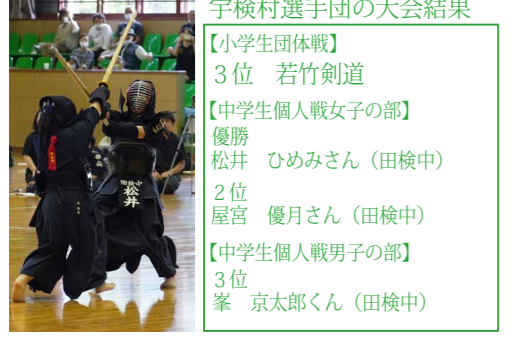 宇検村選手団の大会結果
【小学生団体戦】
３位　若竹剣道
【中学生個人戦女子の部】
優勝
松井　ひめみさん（田検中）
２位
屋宮　優月さん（田検中）
【中学生個人戦男子の部】
３位
峯　京太郎くん（田検中）
田検中
松井